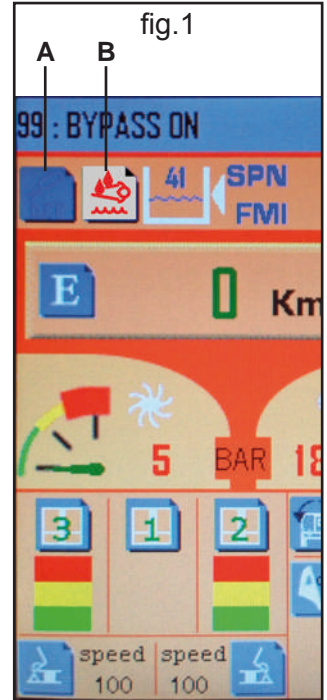 fig.1
A B
99 : BYPASS ON
41 SPN
FMI
E 0 Km
5 BAR 18
3 1 2
speed speed
100 100